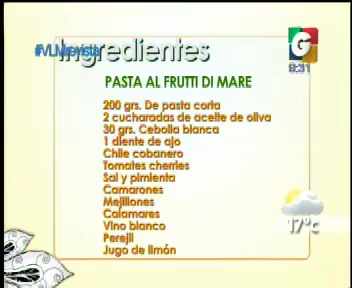 Ingredientes
#VLMrevista
G
8:31
PASTA AL FRUTTI DI MARE
200 grs. De pasta corta
2 cucharadas de aceite de oliva
30 grs. Cebolla blanca
1 diente de ajo
Chile cobanero
Tomates cherries
Sal y pimienta
Camarones
Mejillones
Calamares
Vino blanco
Perejil
Jugo de limón
17°C